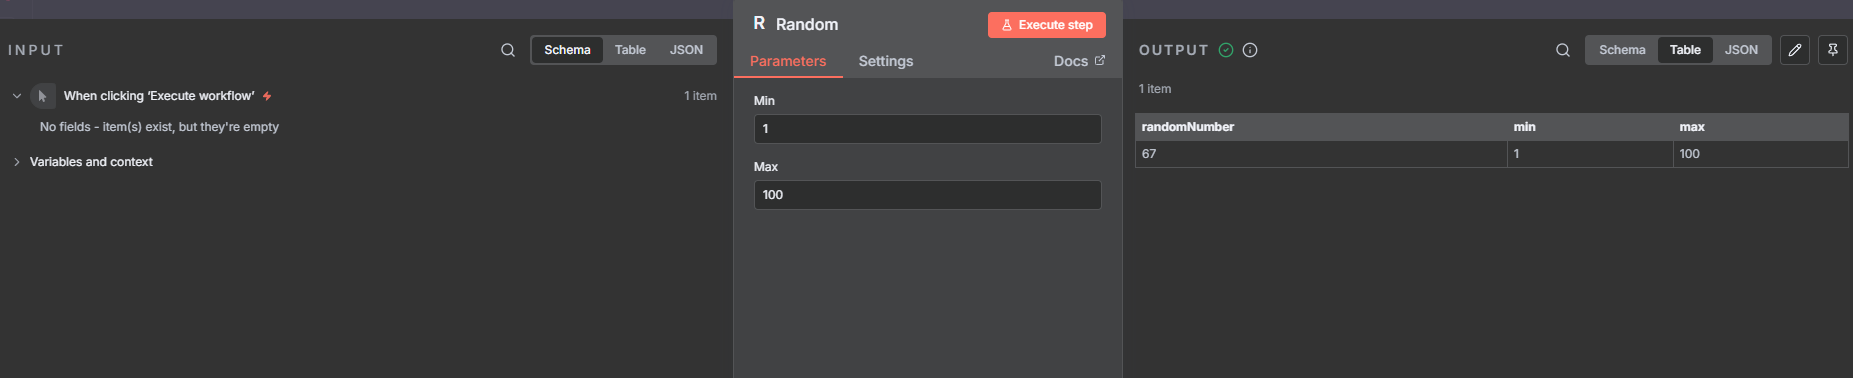 INPUT
Schema Table JSON
When clicking ‘Execute workflow’
1 item
No fields - item(s) exist, but they're empty
Variables and context
R Random
Execute step
Parameters Settings Docs
Min
1
Max
100
OUTPUT
Schema Table JSON
1 item
randomNumber min max
67 1 100